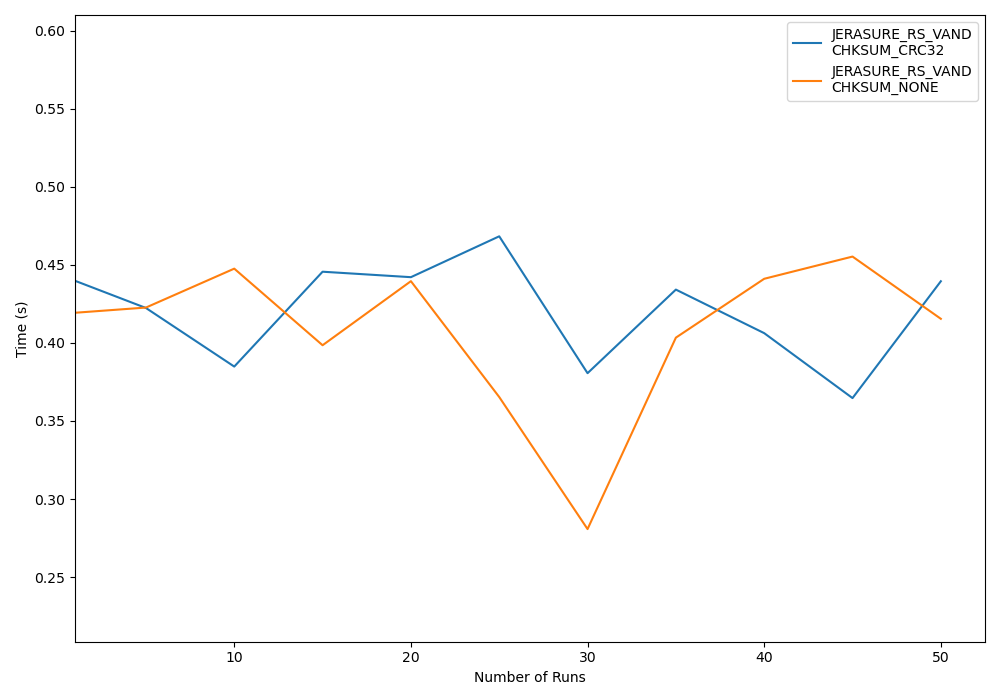 0.60
0.55
0.50
0.45
0.40
0.35
0.30
0.25
Time (s)
10
20
30
40
50
Number of Runs
JERASURE_RS_VAND
CHKSUM_CRC32
JERASURE_RS_VAND
CHKSUM_NONE